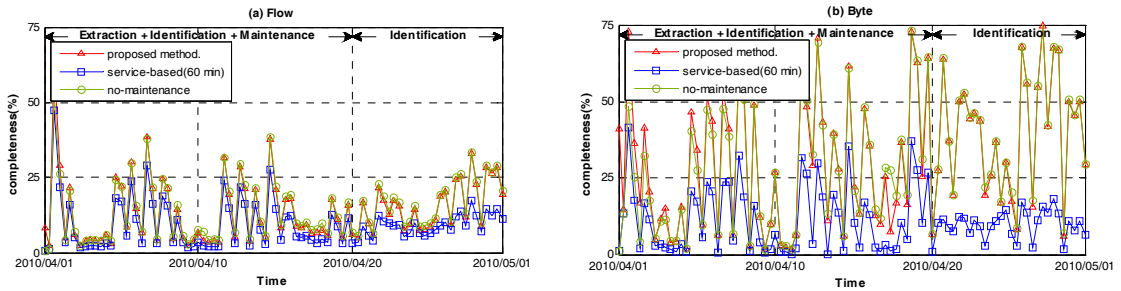 (a) Flow
75
50
25
0
completeness(%)
Extraction + Identification + Maintenance
Identification
proposed method.
service-based(60 min)
no-maintenance
2010/04/01
2010/04/10
2010/04/20
2010/05/01
Time
(b) Byte
75
50
25
0
completeness(%)
Extraction + Identification + Maintenance
Identification
proposed method.
service-based(60 min)
no-maintenance
2010/04/01
2010/04/10
2010/04/20
2010/05/01
Time